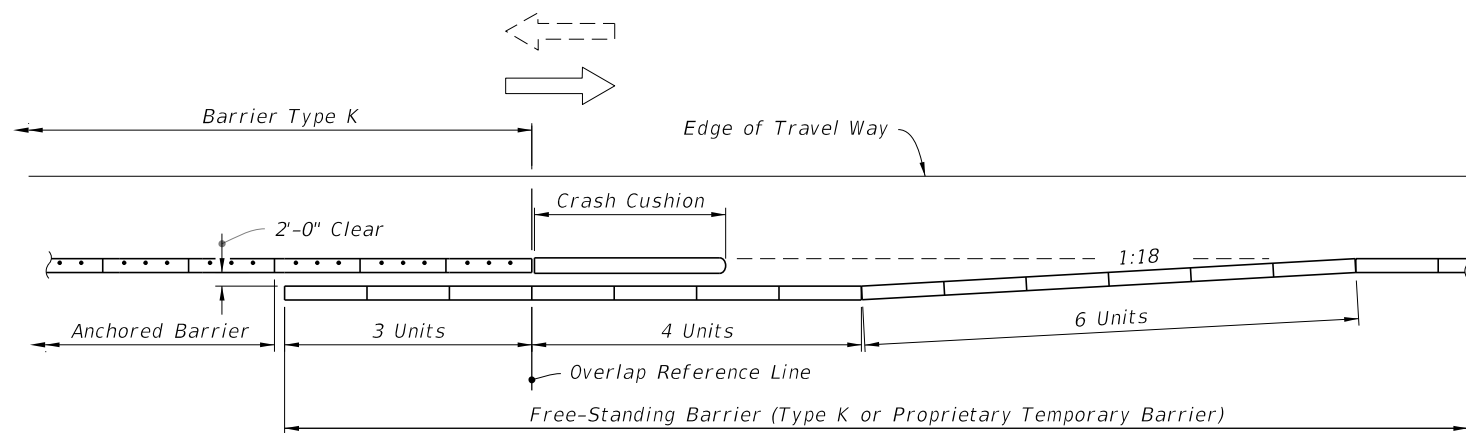 Barrier Type K
Edge of Travel Way
Crash Cushion
2'-0" Clear
1:18
Anchored Barrier
3 Units
4 Units
6 Units
Overlap Reference Line
Free-Standing Barrier (Type K or Proprietary Temporary Barrier)